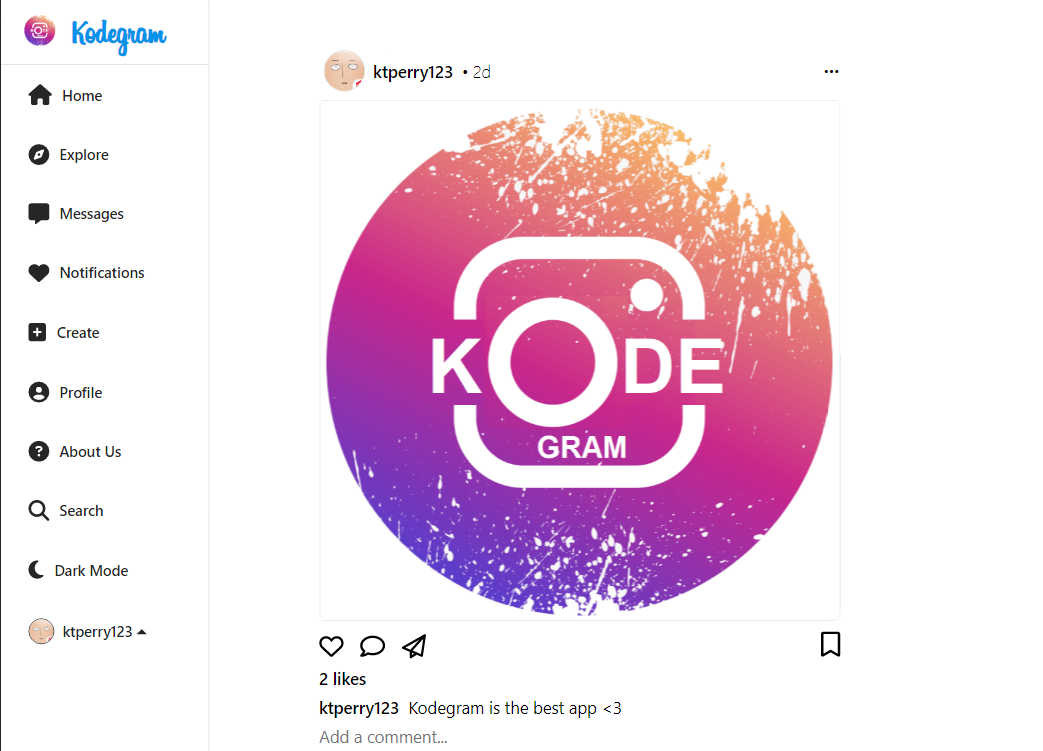 Kodegram
Home
Explore
Messages
Notifications
Create
Profile
About Us
Search
Dark Mode
ktperry123
ktperry123 • 2d
KODE
GRAM
2 likes
ktperry123 Kodegram is the best app <3
Add a comment...